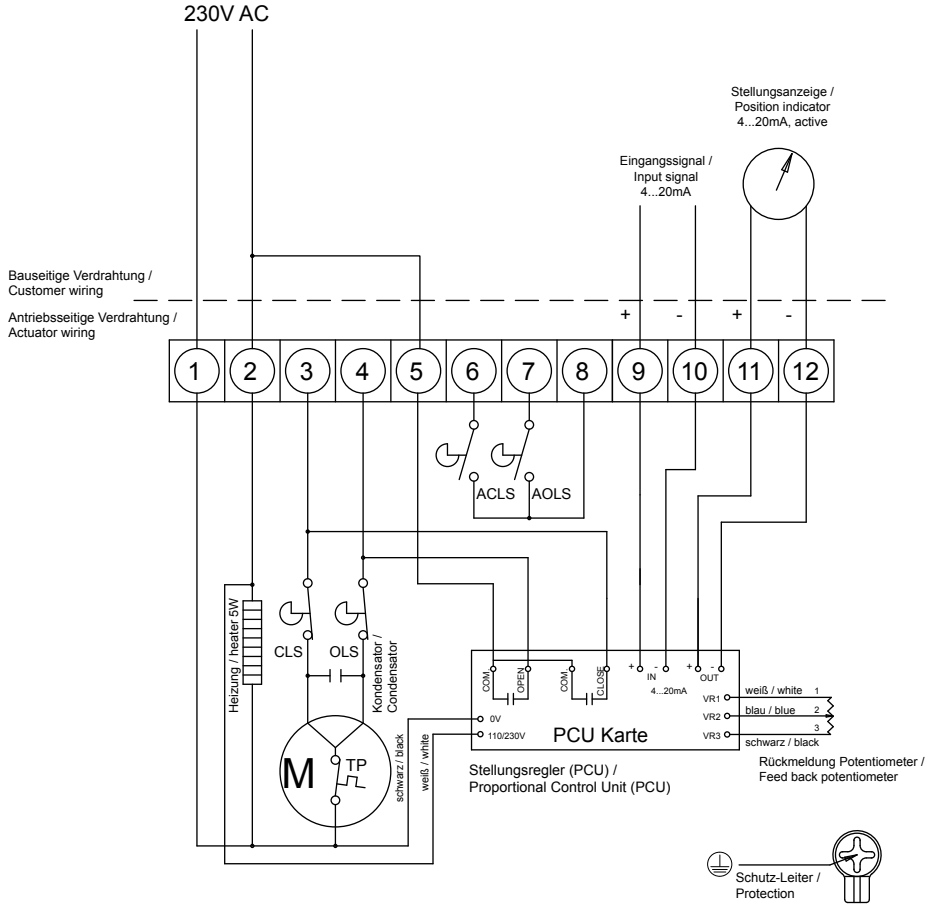 230V AC
Stellungsanzeige /
Position indicator
4...20mA, active
Eingangssignal /
Input signal
4...20mA
Bauseitige Verdrahtung /
Customer wiring
Antriebsseitige Verdrahtung /
Actuator wiring
+ - + -
1 2 3 4 5 6 7 8 9 10 11 12
ACLS AOLS
Heizung / heater 5W
CLS OLS
Kondensator /
Condensator
M TP
schwarz / black
weiß / white
COM OPEN COM CLOSE
+ - + -
IN OUT
4...20mA
0V
110/230V
PCU Karte
VR1 weiß / white 1
VR2 blau / blue 2
VR3 schwarz / black 3
Stellungsregler (PCU) /
Proportional Control Unit (PCU)
Rückmeldung Potentiometer /
Feed back potentiometer
Schutz-Leiter /
Protection